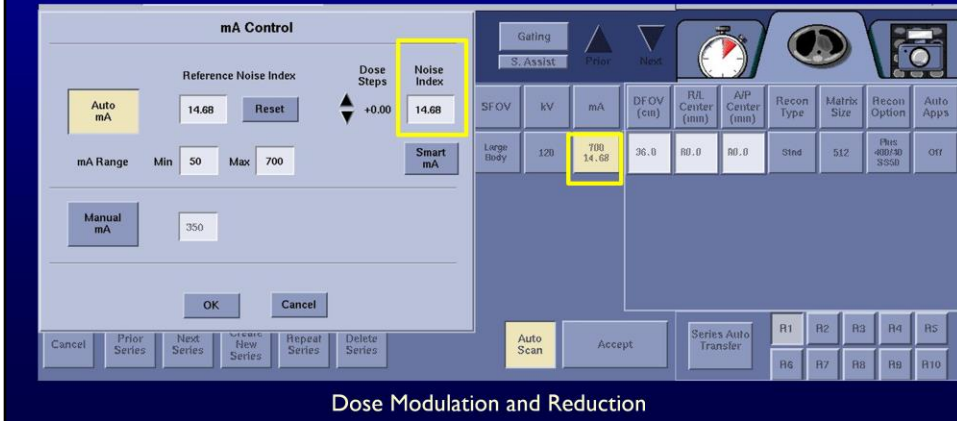 mA Control
Gating
S. Assist
Prior
Next
Reference Noise Index
Dose
Steps
Noise
Index
Auto
mA
14.68
Reset
+0.00
14.68
mA Range
Min
50
Max
700
Smart
mA
Manual
mA
350
OK
Cancel
SFOV
kV
mA
DFOV
(cm)
R/L
Center
(mm)
A/P
Center
(mm)
Recon
Type
Matrix
Size
Recon
Option
Auto
Apps
Large
Body
120
700
14.68
36.0
R0.0
A0.0
Stnd
512
Plus
Off
Cancel
Prior
Series
Next
Series
Create
New
Series
Repeat
Series
Delete
Series
Auto
Scan
Accept
Series Auto
Transfer
R1
R2
R3
R4
R5
R6
R7
R8
R9
R10
Dose Modulation and Reduction